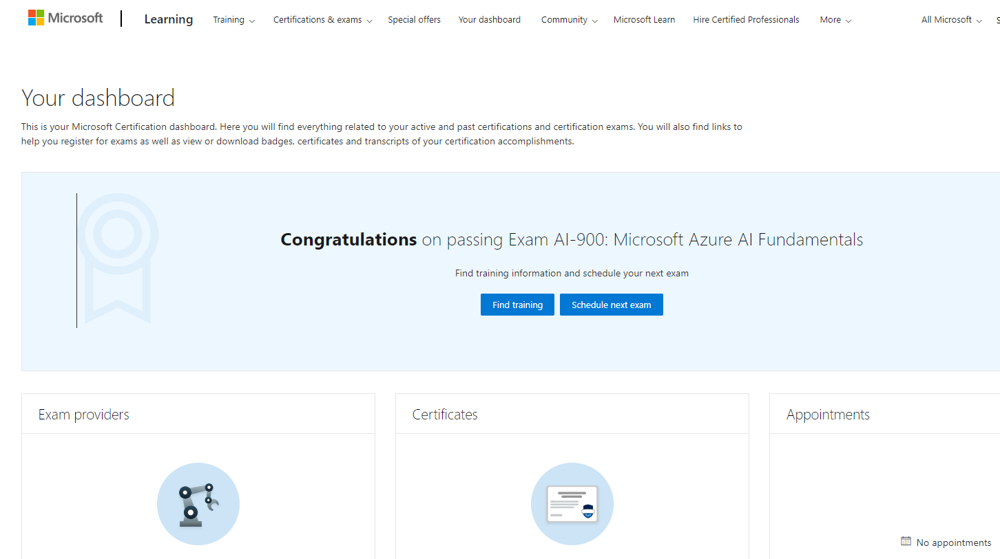 Microsoft Learning Training Certifications & exams Special offers Your dashboard Community Microsoft Learn Hire Certified Professionals More All Microsoft
Your dashboard
This is your Microsoft Certification dashboard. Here you will find everything related to your active and past certifications and certification exams. You will also find links to
help you register for exams as well as view or download badges, certificates and transcripts of your certification accomplishments.
Congratulations on passing Exam AI-900: Microsoft Azure AI Fundamentals
Find training information and schedule your next exam
Find training Schedule next exam
Exam providers Certificates Appointments
No appointments